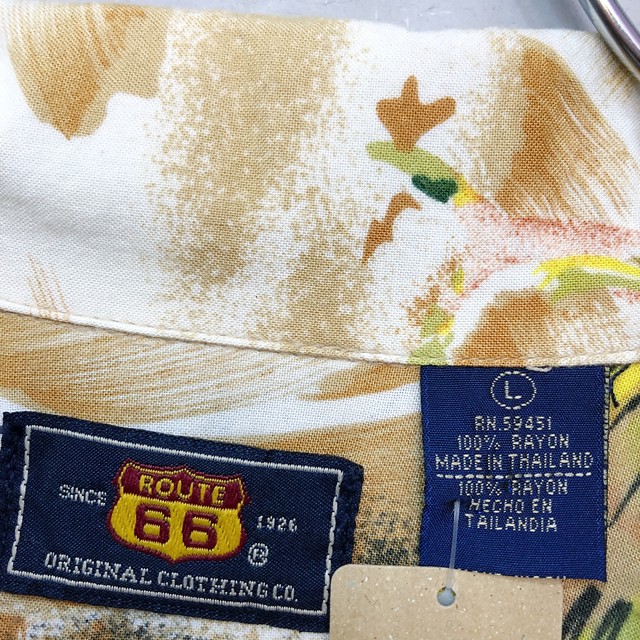 L
RN.59451
100% RAYON
MADE IN THAILAND
100% RAYON
HECHO EN
TAILANDIA
ROUTE
SINCE 66 1926
®
ORIGINAL CLOTHING CO.